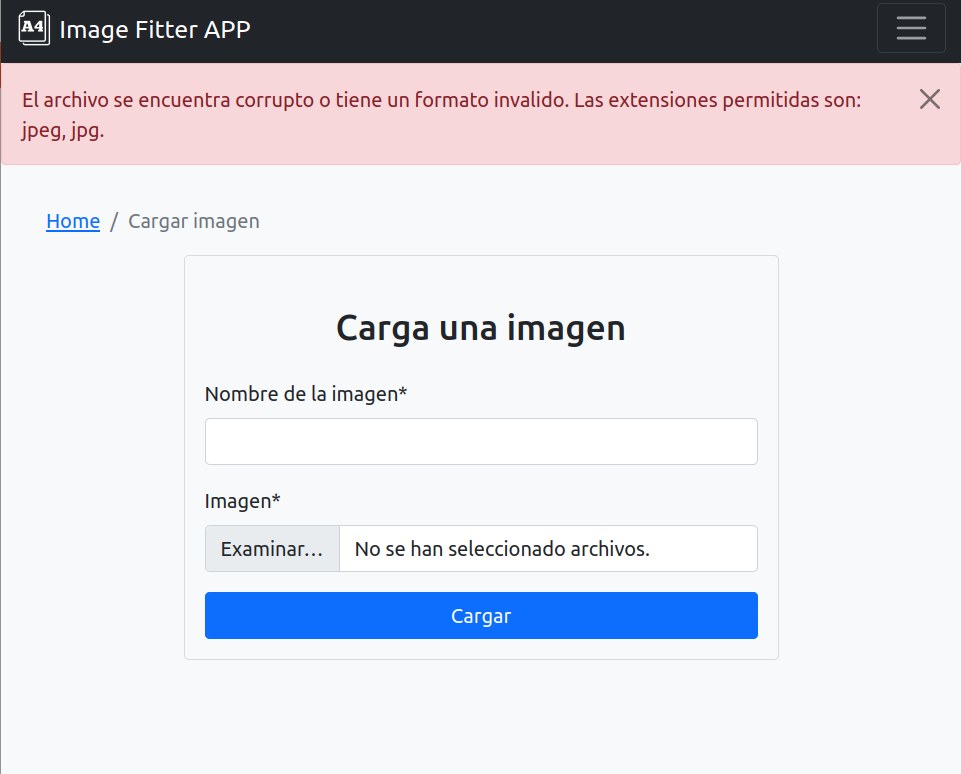 A4 Image Fitter APP
El archivo se encuentra corrupto o tiene un formato invalido. Las extensiones permitidas son:
jpeg, jpg.
Home / Cargar imagen
Carga una imagen
Nombre de la imagen*
Imagen*
Examinar... No se han seleccionado archivos.
Cargar